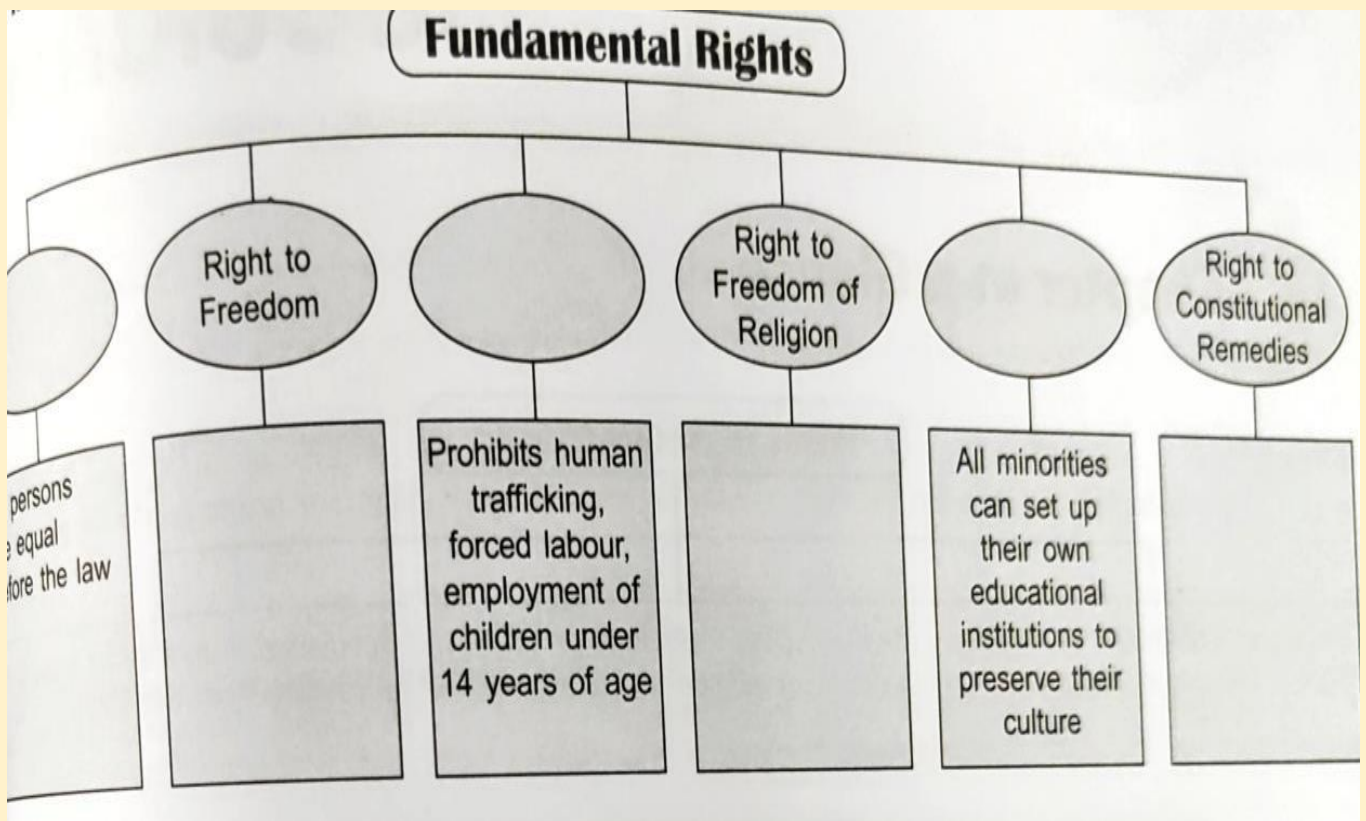 Fundamental Rights
Right to
Freedom
Right to
Freedom of
Religion
Right to
Constitutional
Remedies
persons
equal
the law
Prohibits human
trafficking,
forced labour,
employment of
children under
14 years of age
All minorities
can set up
their own
educational
institutions to
preserve their
culture